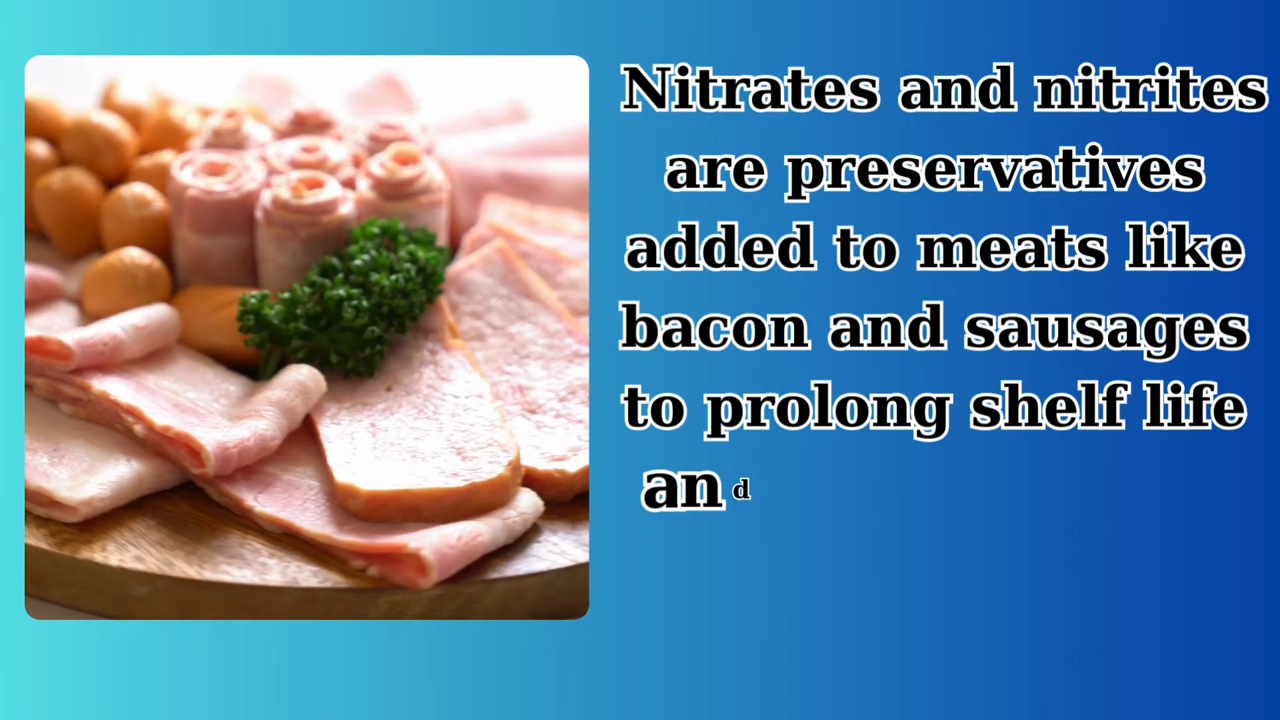 Nitrates and nitrites
are preservatives
added to meats like
bacon and sausages
to prolong shelf life
and